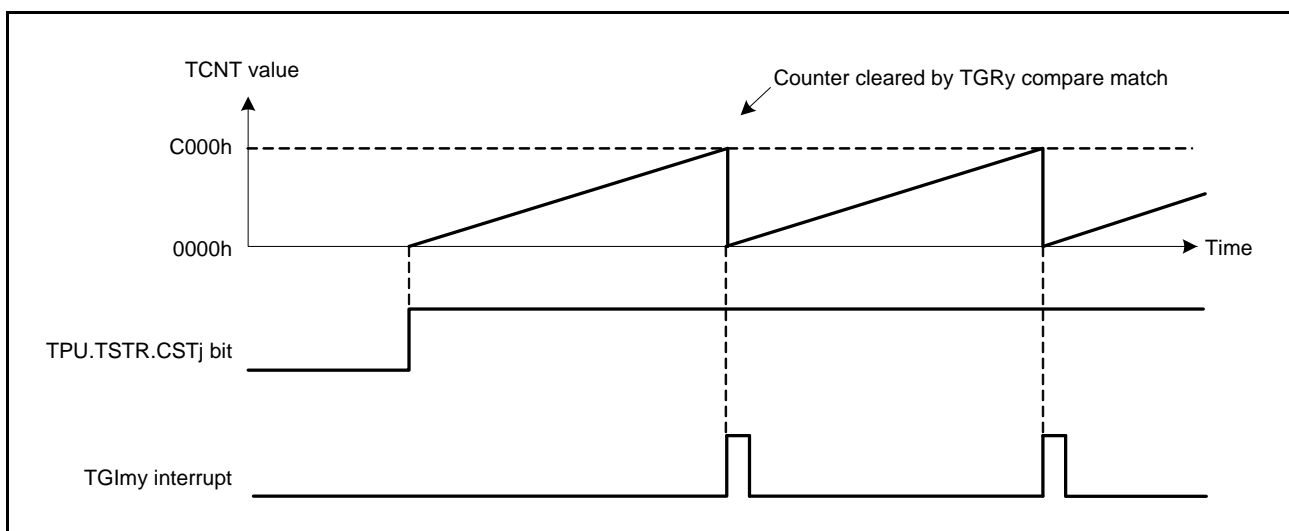 TCNT value
Counter cleared by TGRy compare match
C000h
0000h
Time
TPU.TSTR.CSTj bit
TGImy interrupt